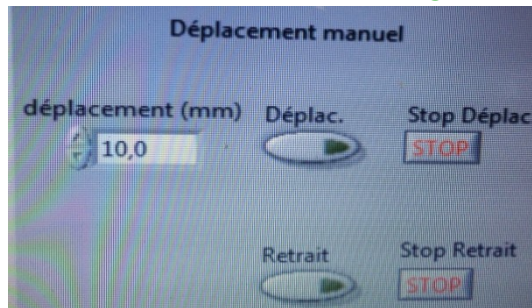 Déplacement manuel
déplacement (mm) Déplac. Stop Déplac
10,0 STOP
Retrait Stop Retrait
STOP